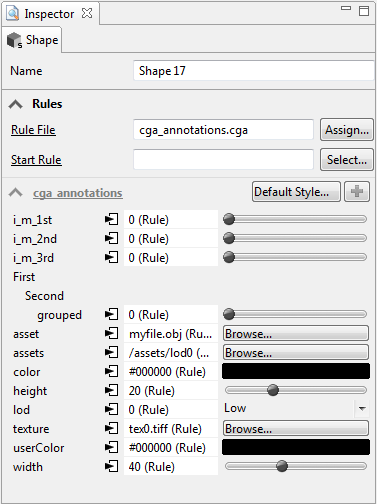 Inspector
Shape
Name Shape 17
Rules
Rule File cga_annotations.cga Assign...
Start Rule Select...
cga annotations Default Style...
i_m_1st 0 (Rule)
i_m_2nd 0 (Rule)
i_m_3rd 0 (Rule)
First
Second
grouped 0 (Rule)
asset myfile.obj (Ru... Browse...
assets /assets/lod0 (... Browse...
color #000000 (Rule)
height 20 (Rule)
lod 0 (Rule) Low
texture tex0.tiff (Rule) Browse...
userColor #000000 (Rule)
width 40 (Rule)